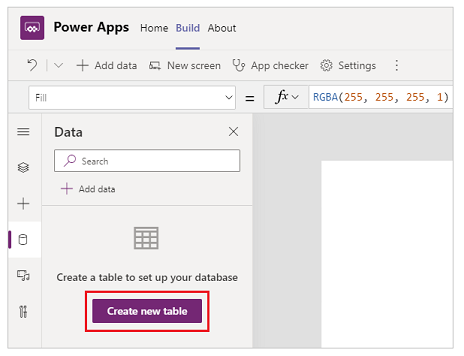 Power Apps Home Build About
Add data New screen App checker Settings
Fill = fx RGBA(255, 255, 255, 1)
Data
Search
Add data
Create a table to set up your database
Create new table